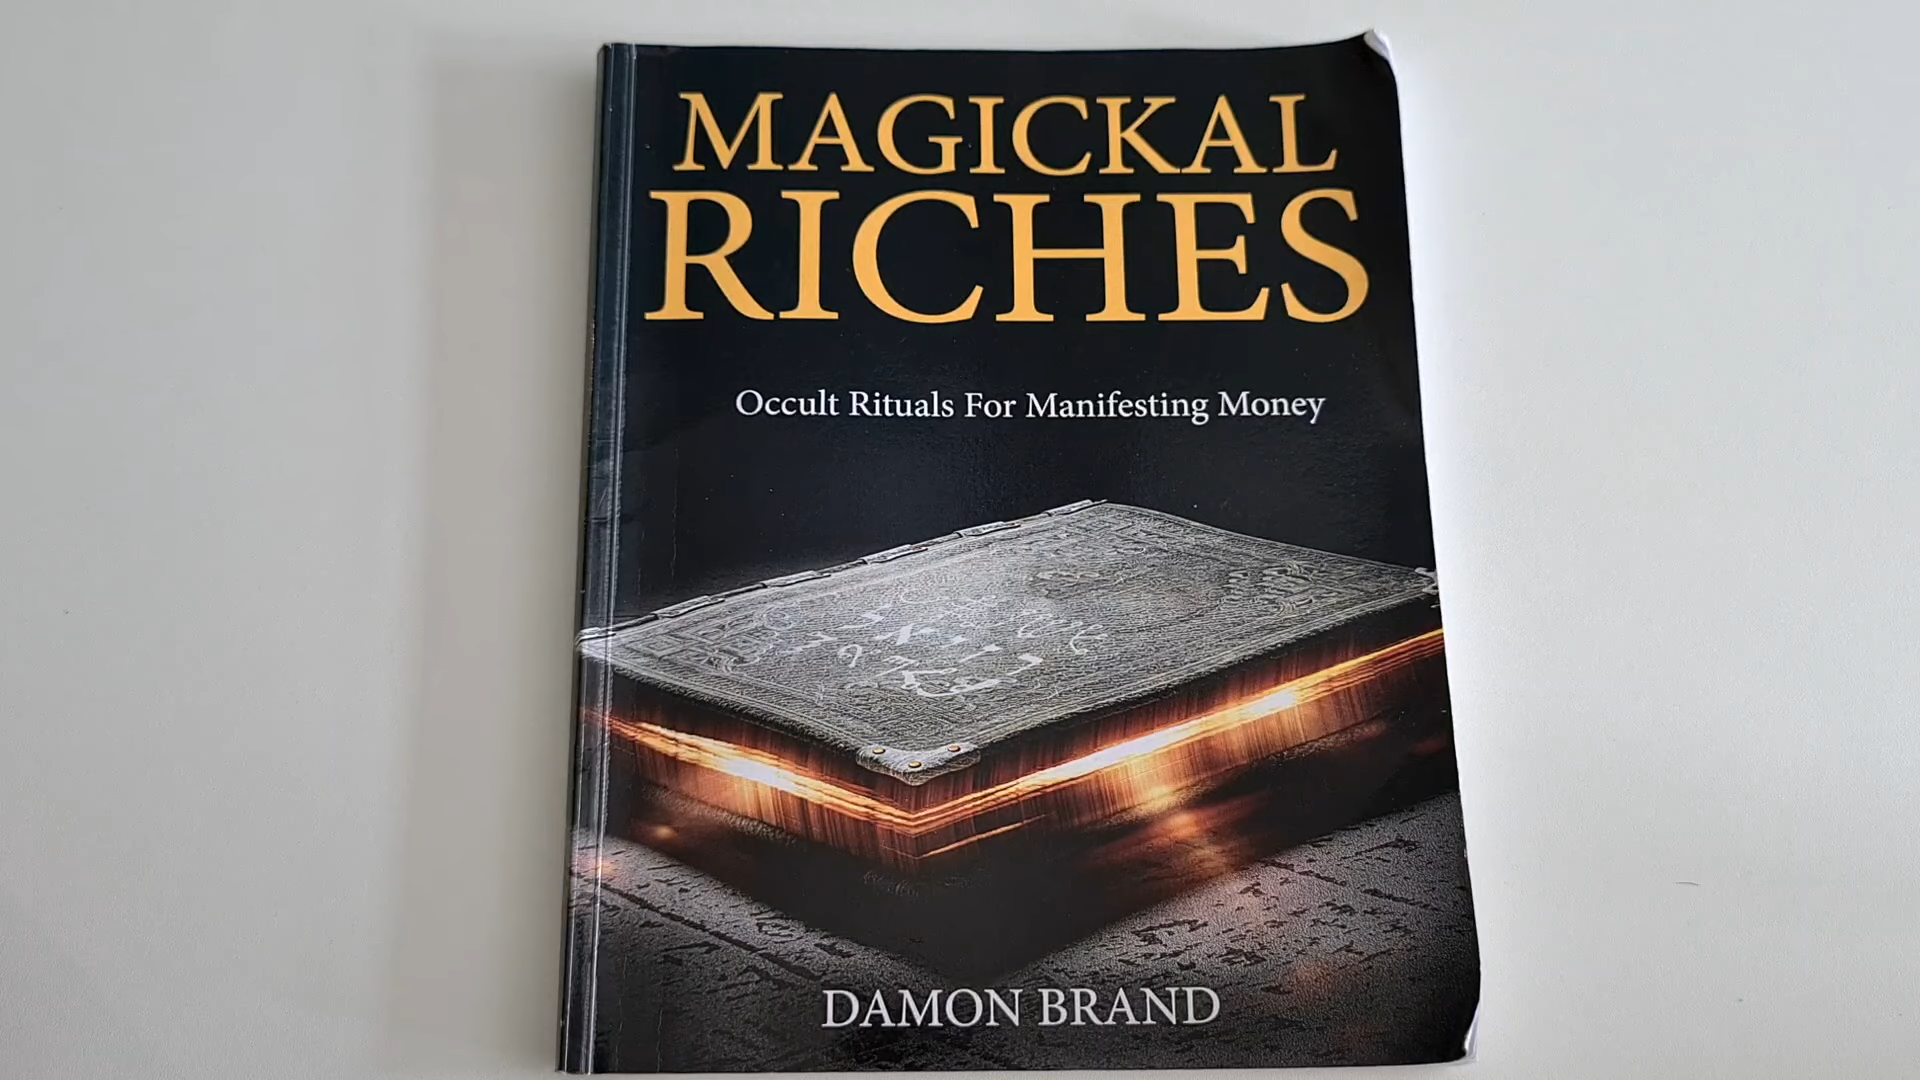 MAGICKAL
RICHES
Occult Rituals For Manifesting Money
DAMON BRAND